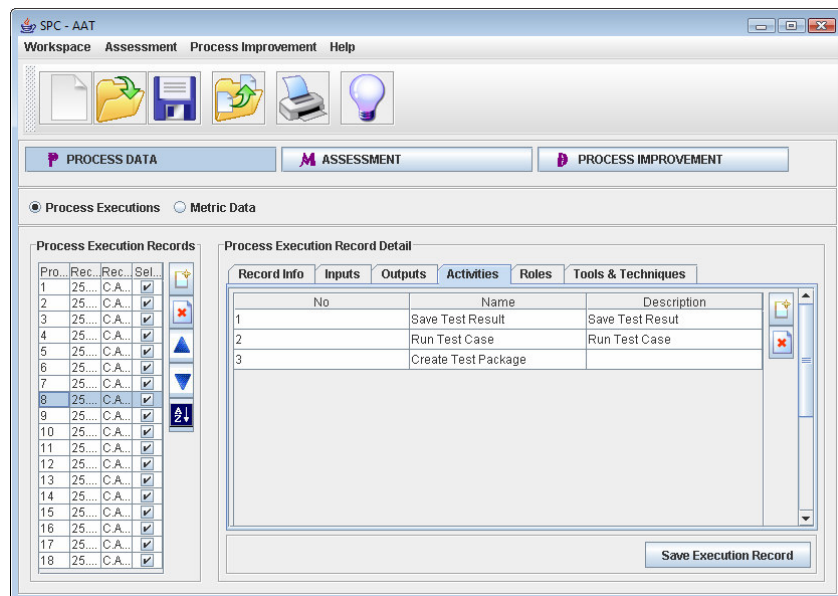 SPC - AAT
Workspace Assessment Process Improvement Help
P PROCESS DATA
M ASSESSMENT
PROCESS IMPROVEMENT
Process Executions Metric Data
Process Execution Records
Pro... Rec... Rec... Sel...
1 25.... C.A...
2 25.... C.A...
3 25.... C.A...
4 25.... C.A...
5 25.... C.A...
6 25.... C.A...
7 25.... C.A...
8 25.... C.A...
9 25.... C.A...
10 25.... C.A...
11 25.... C.A...
12 25.... C.A...
13 25.... C.A...
14 25.... C.A...
15 25.... C.A...
16 25.... C.A...
17 25.... C.A...
18 25.... C.A...
A
Z
Process Execution Record Detail
Record Info Inputs Outputs Activities Roles Tools & Techniques
No Name Description
1 Save Test Result Save Test Resut
2 Run Test Case Run Test Case
3 Create Test Package
Save Execution Record